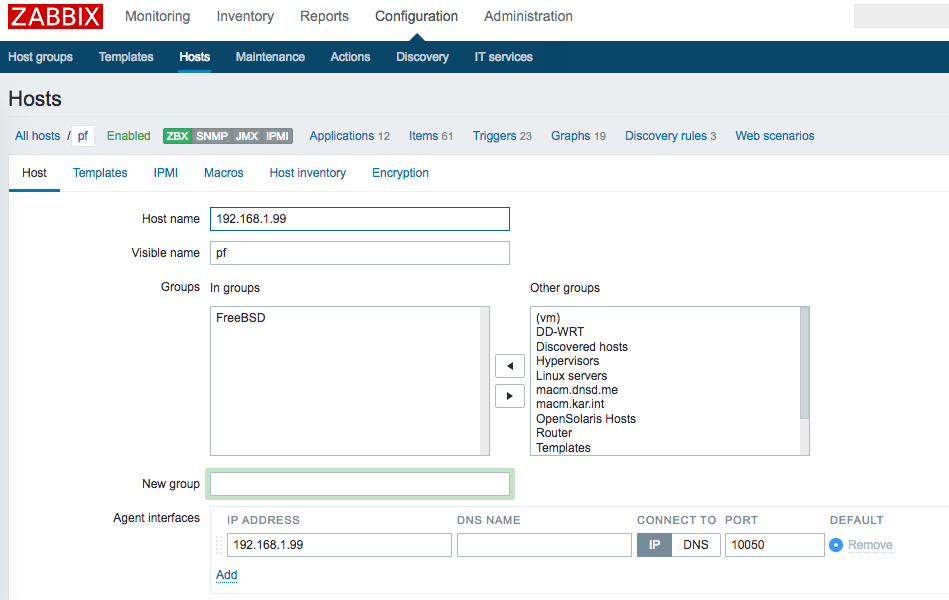 ZABBIX Monitoring Inventory Reports Configuration Administration
Host groups Templates Hosts Maintenance Actions Discovery IT services
Hosts
All hosts / pf Enabled ZBX SNMP JMX IPMI Applications 12 Items 61 Triggers 23 Graphs 19 Discovery rules 3 Web scenarios
Host Templates IPMI Macros Host inventory Encryption
Host name 192.168.1.99
Visible name pf
Groups In groups Other groups
FreeBSD (vm)
DD-WRT
Discovered hosts
Hypervisors
Linux servers
macm.dnsd.me
macm.kar.int
OpenSolaris Hosts
Router
Templates
New group
Agent interfaces IP ADDRESS DNS NAME CONNECT TO PORT DEFAULT
192.168.1.99 IP DNS 10050 Remove
Add